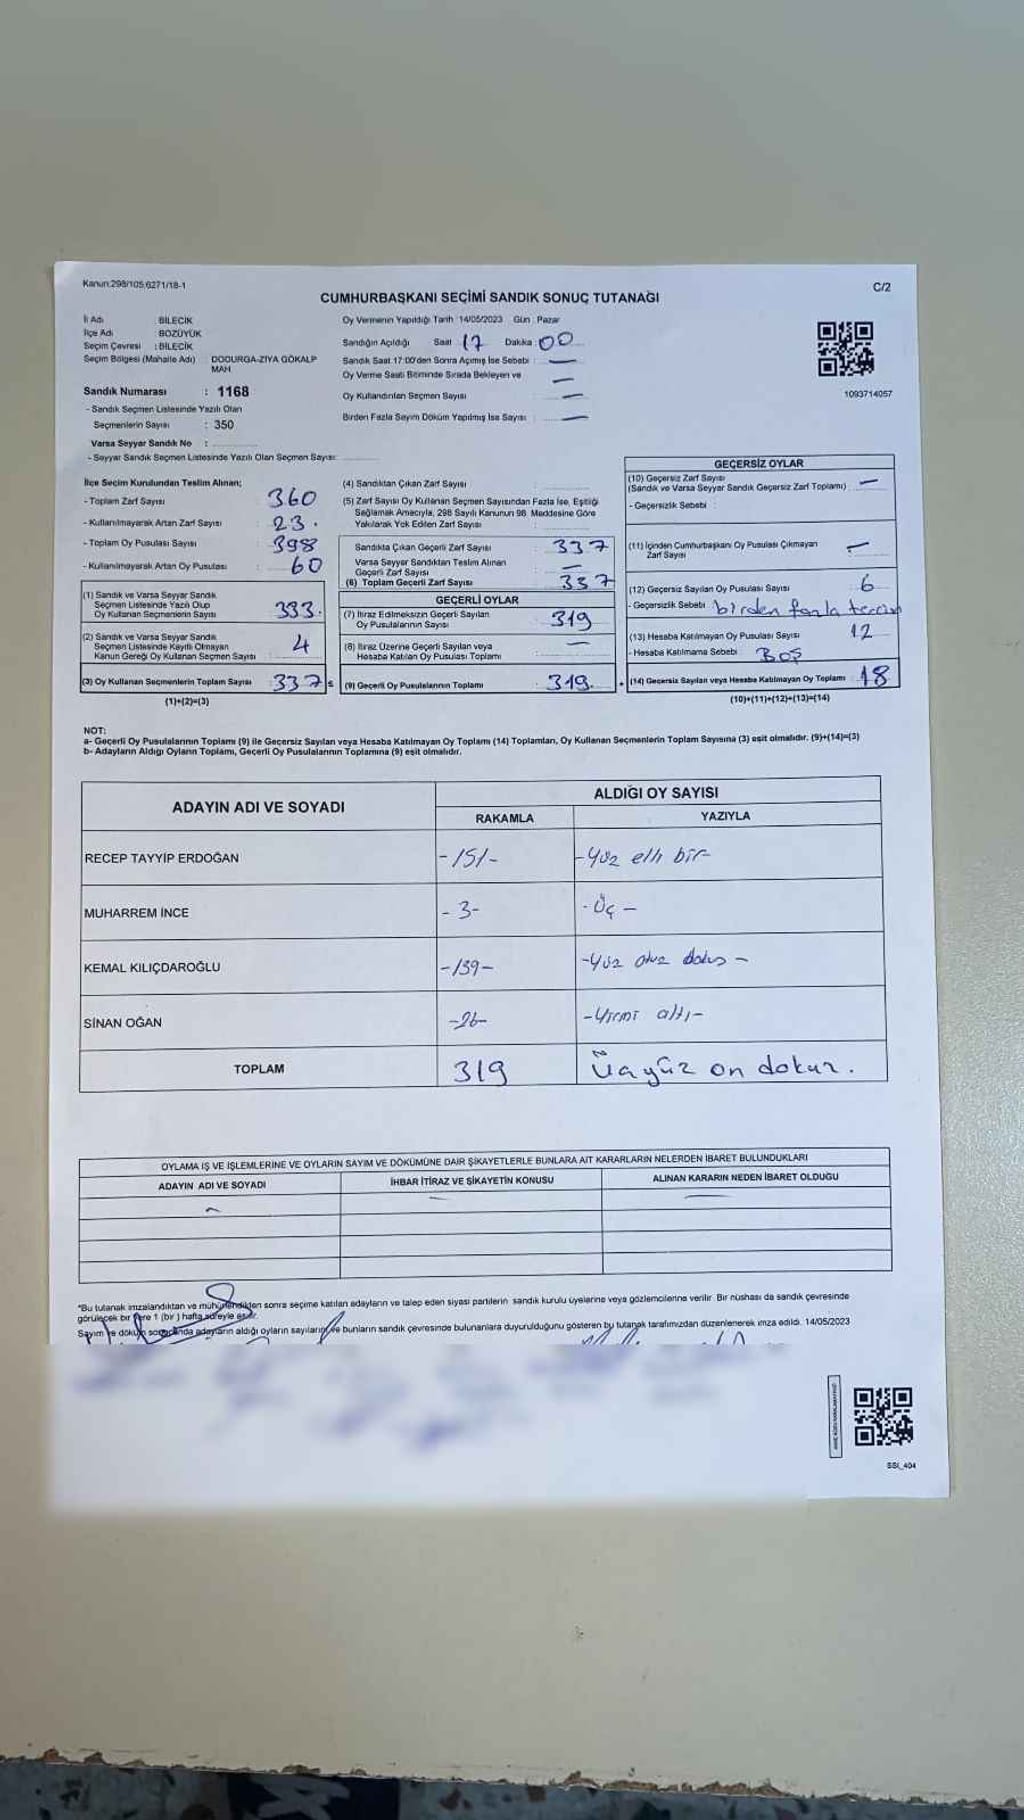 Kanun:298/105,6271/18-1
C/2
CUMHURBAŞKANI SEÇİMİ SANDIK SONUÇ TUTANAĞI
İl Adı : BİLECİK
İlçe Adı : BOZÜYÜK
Seçim Çevresi : BİLECİK
Seçim Bölgesi (Mahalle Adı) : DODURGA-ZİYA GÖKALP MAH
Sandık Numarası : 1168
- Sandık Seçmen Listesinde Yazılı Olan
Seçmenlerin Sayısı : 350
Varsa Seyyar Sandık No :
- Seyyar Sandık Seçmen Listesinde Yazılı Olan Seçmen Sayısı:
Oy Vermenin Yapıldığı Tarih :14/05/2023 Gün : Pazar
Sandığın Açıldığı Saat : 17 Dakika : 00
Sandık Saat 17:00'den Sonra Açılmış İse Sebebi : —
Oy Verme Saati Bitiminde Sırada Bekleyen ve —
Oy Kullandırılan Seçmen Sayısı : —
Birden Fazla Sayım Döküm Yapılmış İse Sayısı : —
1093714057
İlçe Seçim Kurulundan Teslim Alınan;
- Toplam Zarf Sayısı : 360
- Kullanılmayarak Artan Zarf Sayısı : 23.
- Toplam Oy Pusulası Sayısı : 398
- Kullanılmayarak Artan Oy Pusulası : 60
(1) Sandık ve Varsa Seyyar Sandık
Seçmen Listesinde Yazılı Olup
Oy Kullanan Seçmenlerin Sayısı : 333.
(2) Sandık ve Varsa Seyyar Sandık
Seçmen Listesinde Kayıtlı Olmayan
Kanun Gereği Oy Kullanan Seçmen Sayısı : 4
(3) Oy Kullanan Seçmenlerin Toplam Sayısı : 337
(1)+(2)=(3)
(4) Sandıktan Çıkan Zarf Sayısı :
(5) Zarf Sayısı Oy Kullanan Seçmen Sayısından Fazla İse, Eşitliği
Sağlamak Amacıyla, 298 Sayılı Kanunun 98. Maddesine Göre
Yakılarak Yok Edilen Zarf Sayısı :
Sandıkta Çıkan Geçerli Zarf Sayısı : 337
Varsa Seyyar Sandıktan Teslim Alınan
Geçerli Zarf Sayısı : —
(6) Toplam Geçerli Zarf Sayısı : 337
GEÇERLİ OYLAR
(7) İtiraz Edilmeksizin Geçerli Sayılan
Oy Pusulalarının Sayısı : 319
(8) İtiraz Üzerine Geçerli Sayılan veya
Hesaba Katılan Oy Pusulası Toplamı : —
= (9) Geçerli Oy Pusulalarının Toplamı : 319.
GEÇERSİZ OYLAR
(10) Geçersiz Zarf Sayısı
(Sandık ve Varsa Seyyar Sandık Geçersiz Zarf Toplamı) : —
- Geçersizlik Sebebi :
(11) İçinden Cumhurbaşkanı Oy Pusulası Çıkmayan
Zarf Sayısı : —
(12) Geçersiz Sayılan Oy Pusulası Sayısı : 6
- Geçersizlik Sebebi : birden fazla tercih
(13) Hesaba Katılmayan Oy Pusulası Sayısı : 12
- Hesaba Katılmama Sebebi : BOŞ
+ (14) Geçersiz Sayılan veya Hesaba Katılmayan Oy Toplamı : 18
(10)+(11)+(12)+(13)=(14)
NOT:
a- Geçerli Oy Pusulalarının Toplamı (9) ile Geçersiz Sayılan veya Hesaba Katılmayan Oy Toplamı (14) Toplamları, Oy Kullanan Seçmenlerin Toplam Sayısına (3) eşit olmalıdır. (9)+(14)=(3)
b- Adayların Aldığı Oyların Toplamı, Geçerli Oy Pusulalarının Toplamına (9) eşit olmalıdır.
ADAYIN ADI VE SOYADI
ALDIĞI OY SAYISI
RAKAMLA YAZIYLA
RECEP TAYYİP ERDOĞAN -151- -Yüz elli bir-
MUHARREM İNCE -3- -Üç-
KEMAL KILIÇDAROĞLU -139- -Yüz otuz dokuz-
SİNAN OĞAN -26- -Yirmi altı-
TOPLAM 319 Üçyüz on dokuz.
OYLAMA İŞ VE İŞLEMLERİNE VE OYLARIN SAYIM VE DÖKÜMÜNE DAİR ŞİKAYETLERLE BUNLARA AİT KARARLARIN NELERDEN İBARET BULUNDUKLARI
ADAYIN ADI VE SOYADI İHBAR İTİRAZ VE ŞİKAYETİN KONUSU ALINAN KARARIN NEDEN İBARET OLDUĞU
*Bu tutanak imzalandıktan ve mühürlendikten sonra seçime katılan adayların ve talep eden siyasi partilerin sandık kurulu üyelerine veya gözlemcilerine verilir. Bir nüshası da sandık çevresinde
görülecek bir yere 1 (bir) hafta süreyle asılır.
Sayım ve döküm sonucunda adayların aldığı oyların sayılarını ve bunların sandık çevresinde bulunanlara duyurulduğunu gösteren bu tutanak tarafımızdan düzenlenerek imza edildi. 14/05/2023
SSI_404